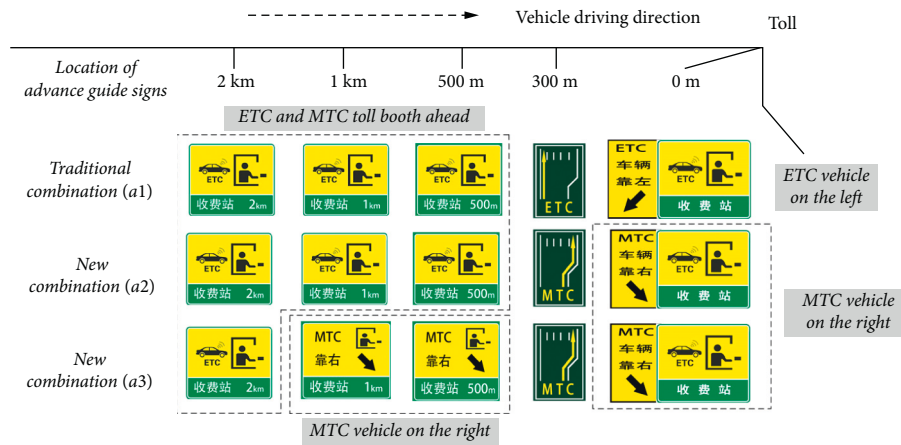 Vehicle driving direction
Toll
Location of
advance guide signs
2 km
1 km
500 m
300 m
0 m
ETC and MTC toll booth ahead
Traditional
combination (a1)
ETC
收费站 2km
ETC
收费站 1km
ETC
收费站 500m
ETC
ETC
车辆
靠左
收费站
ETC vehicle
on the left
New
combination (a2)
ETC
收费站 2km
ETC
收费站 1km
ETC
收费站 500m
MTC
MTC
车辆
靠右
收费站
MTC vehicle
on the right
New
combination (a3)
ETC
收费站 2km
MTC
靠右
收费站 1km
MTC
靠右
收费站 500m
MTC
MTC
车辆
靠右
收费站
MTC vehicle on the right